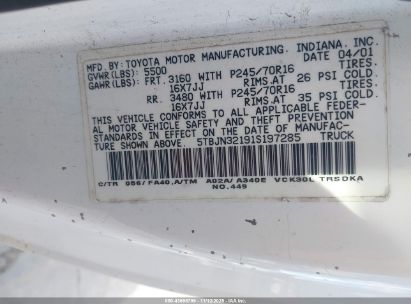 MFD. BY: TOYOTA MOTOR MANUFACTURING, INDIANA, INC.
GVWR (LBS): 5500 04/01
GAWR (LBS): FRT. 3160 WITH P245/70R16 TIRES.
16X7JJ RIMS.AT 26 PSI COLD.
RR. 3480 WITH P245/70R16 TIRES.
16X7JJ RIMS.AT 35 PSI COLD.
THIS VEHICLE CONFORMS TO ALL APPLICABLE FEDER-
AL MOTOR VEHICLE SAFETY AND THEFT PREVENTION
STANDARDS IN EFFECT ON THE DATE OF MANUFAC-
TURE SHOWN ABOVE.
5TBJN32191S197285 TRUCK
C/TR 056/ FA40,A/TM A02A/ A340E VCK30L TRSDKA
NO.449